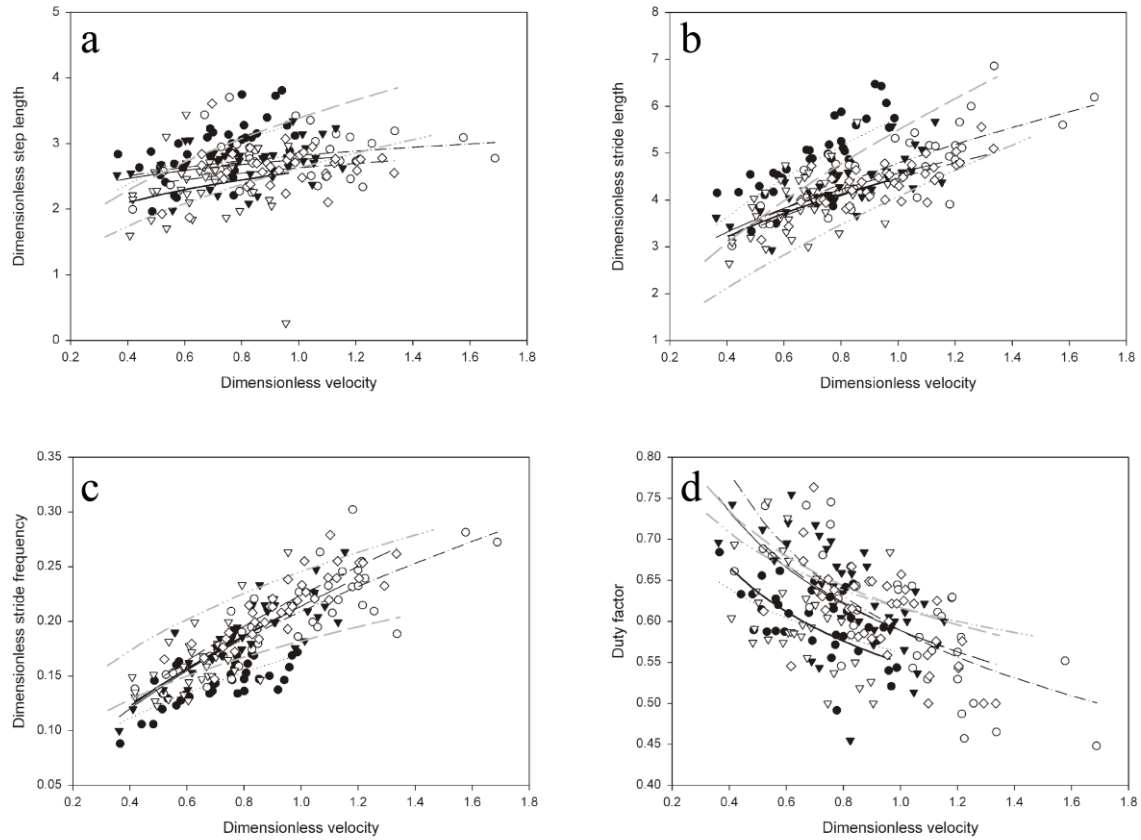 a
Dimensionless step length
5
4
3
2
1
0
0.2 0.4 0.6 0.8 1.0 1.2 1.4 1.6 1.8
Dimensionless velocity
b
Dimensionless stride length
8
7
6
5
4
3
2
1
0.2 0.4 0.6 0.8 1.0 1.2 1.4 1.6 1.8
Dimensionless velocity
c
Dimensionless stride frequency
0.35
0.30
0.25
0.20
0.15
0.10
0.05
0.2 0.4 0.6 0.8 1.0 1.2 1.4 1.6 1.8
Dimensionless velocity
d
Duty factor
0.80
0.75
0.70
0.65
0.60
0.55
0.50
0.45
0.40
0.2 0.4 0.6 0.8 1.0 1.2 1.4 1.6 1.8
Dimensionless velocity